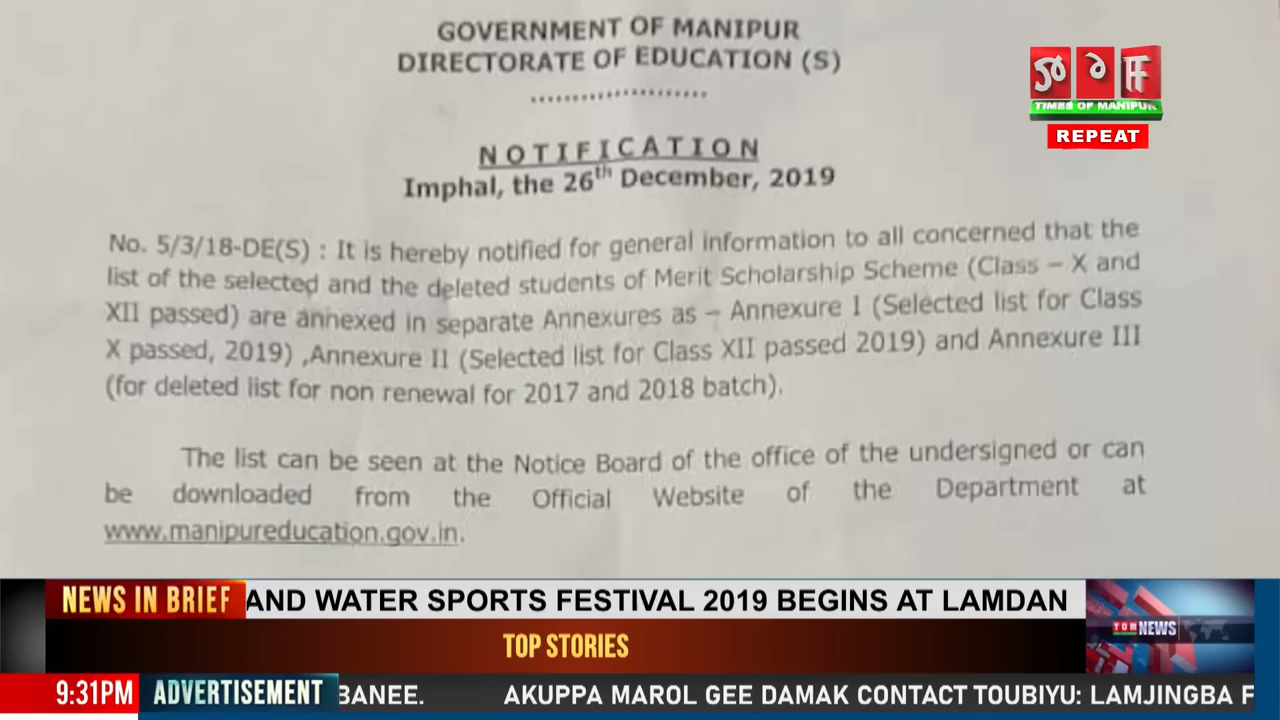 GOVERNMENT OF MANIPUR
DIRECTORATE OF EDUCATION (S)
NOTIFICATION
Imphal, the 26th December, 2019
No. 5/3/18-DE(S) : It is hereby notified for general information to all concerned that the
list of the selected and the deleted students of Merit Scholarship Scheme (Class – X and
XII passed) are annexed in separate Annexures as – Annexure I (Selected list for Class
X passed, 2019) ,Annexure II (Selected list for Class XII passed 2019) and Annexure III
(for deleted list for non renewal for 2017 and 2018 batch).
The list can be seen at the Notice Board of the office of the undersigned or can
be downloaded from the Official Website of the Department at
www.manipureducation.gov.in.
ꯇꯣꯝ
TIMES OF MANIPUR
REPEAT
NEWS IN BRIEF AND WATER SPORTS FESTIVAL 2019 BEGINS AT LAMDAN
TOP STORIES
TOM NEWS
9:31PM ADVERTISEMENT BANEE. AKUPPA MAROL GEE DAMAK CONTACT TOUBIYU: LAMJINGBA F